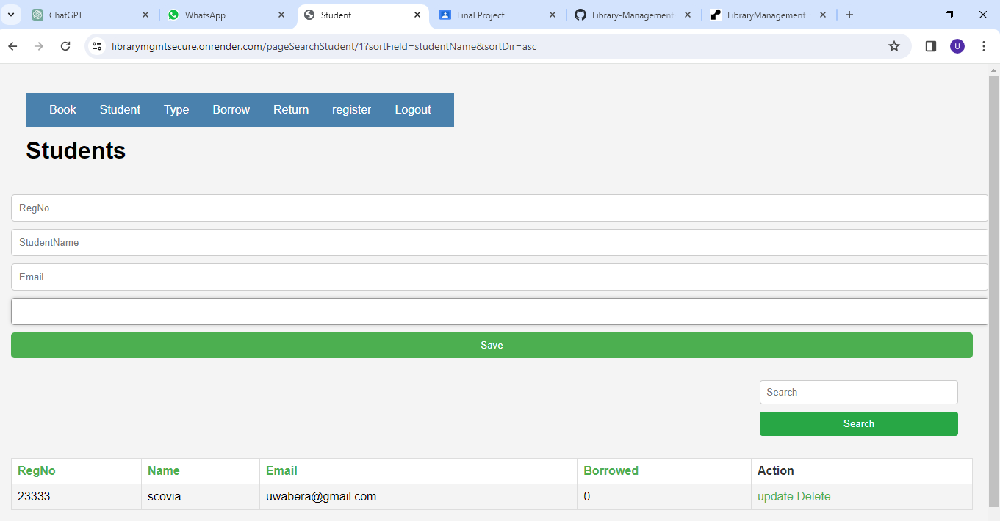 ChatGPT WhatsApp Student Final Project Library-Management LibraryManagement
librarymgmtsecure.onrender.com/pageSearchStudent/1?sortField=studentName&sortDir=asc U
Book Student Type Borrow Return register Logout
Students
RegNo
StudentName
Email
Save
Search
Search
RegNo Name Email Borrowed Action
23333 scovia uwabera@gmail.com 0 update Delete